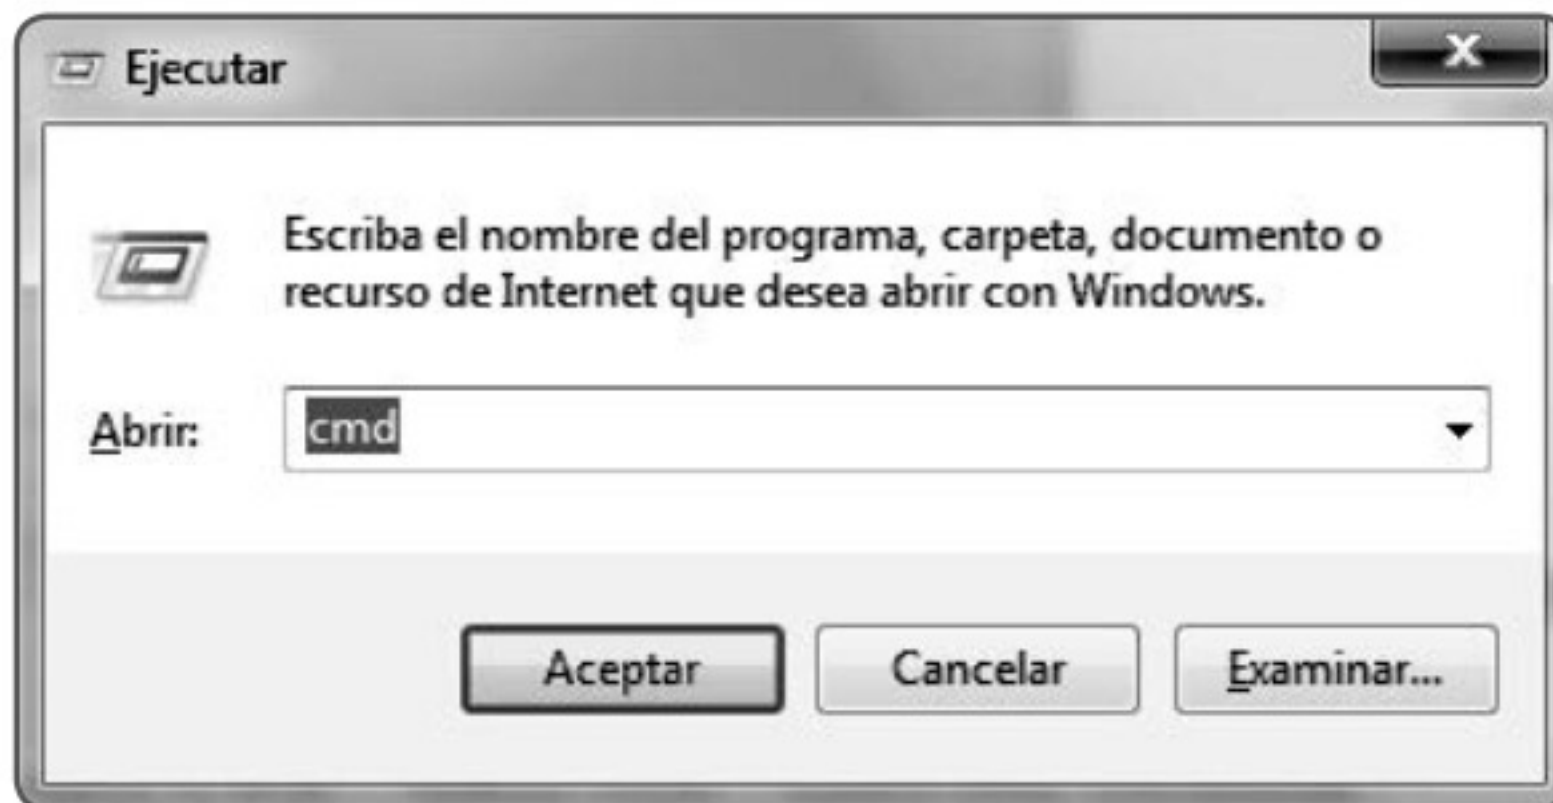 Ejecutar
Escriba el nombre del programa, carpeta, documento o
recurso de Internet que desea abrir con Windows.
Abrir: cmd
Aceptar Cancelar Examinar...